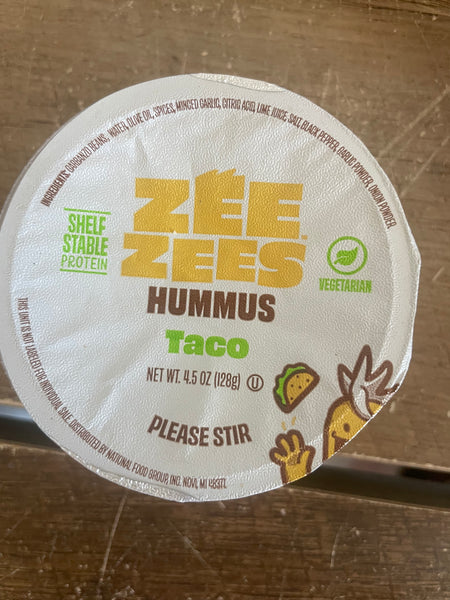 INGREDIENTS: GARBANZO BEANS, WATER, OLIVE OIL, SPICES, MINCED GARLIC, CITRIC ACID, LIME JUICE, SALT, BLACK PEPPER, GARLIC POWDER, ONION POWDER.
ZEE
ZEES
SHELF
STABLE
PROTEIN
VEGETARIAN
HUMMUS
Taco
NET WT. 4.5 OZ (128g) U
PLEASE STIR
THIS UNIT IS NOT LABELED FOR INDIVIDUAL SALE. DISTRIBUTED BY NATIONAL FOOD GROUP, INC. NOVI, MI 48377.